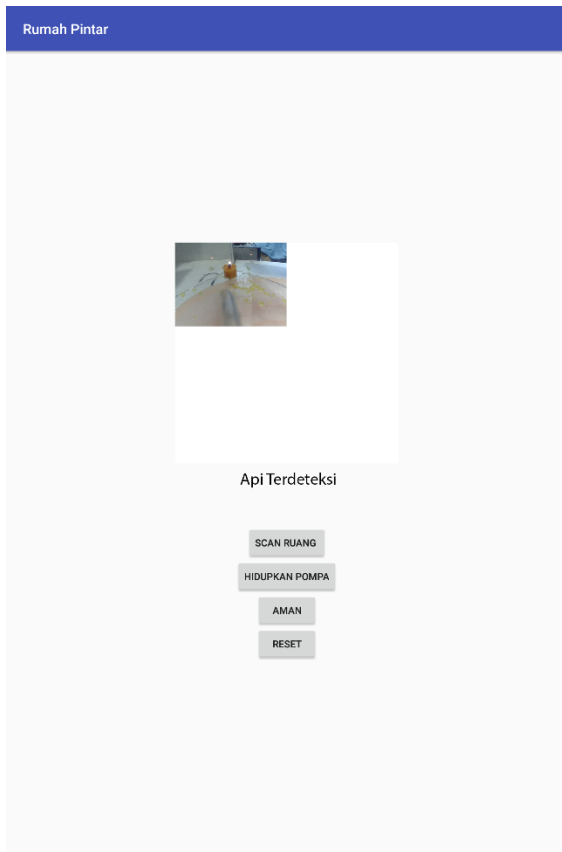 Rumah Pintar
Api Terdeteksi
SCAN RUANG
HIDUPKAN POMPA
AMAN
RESET